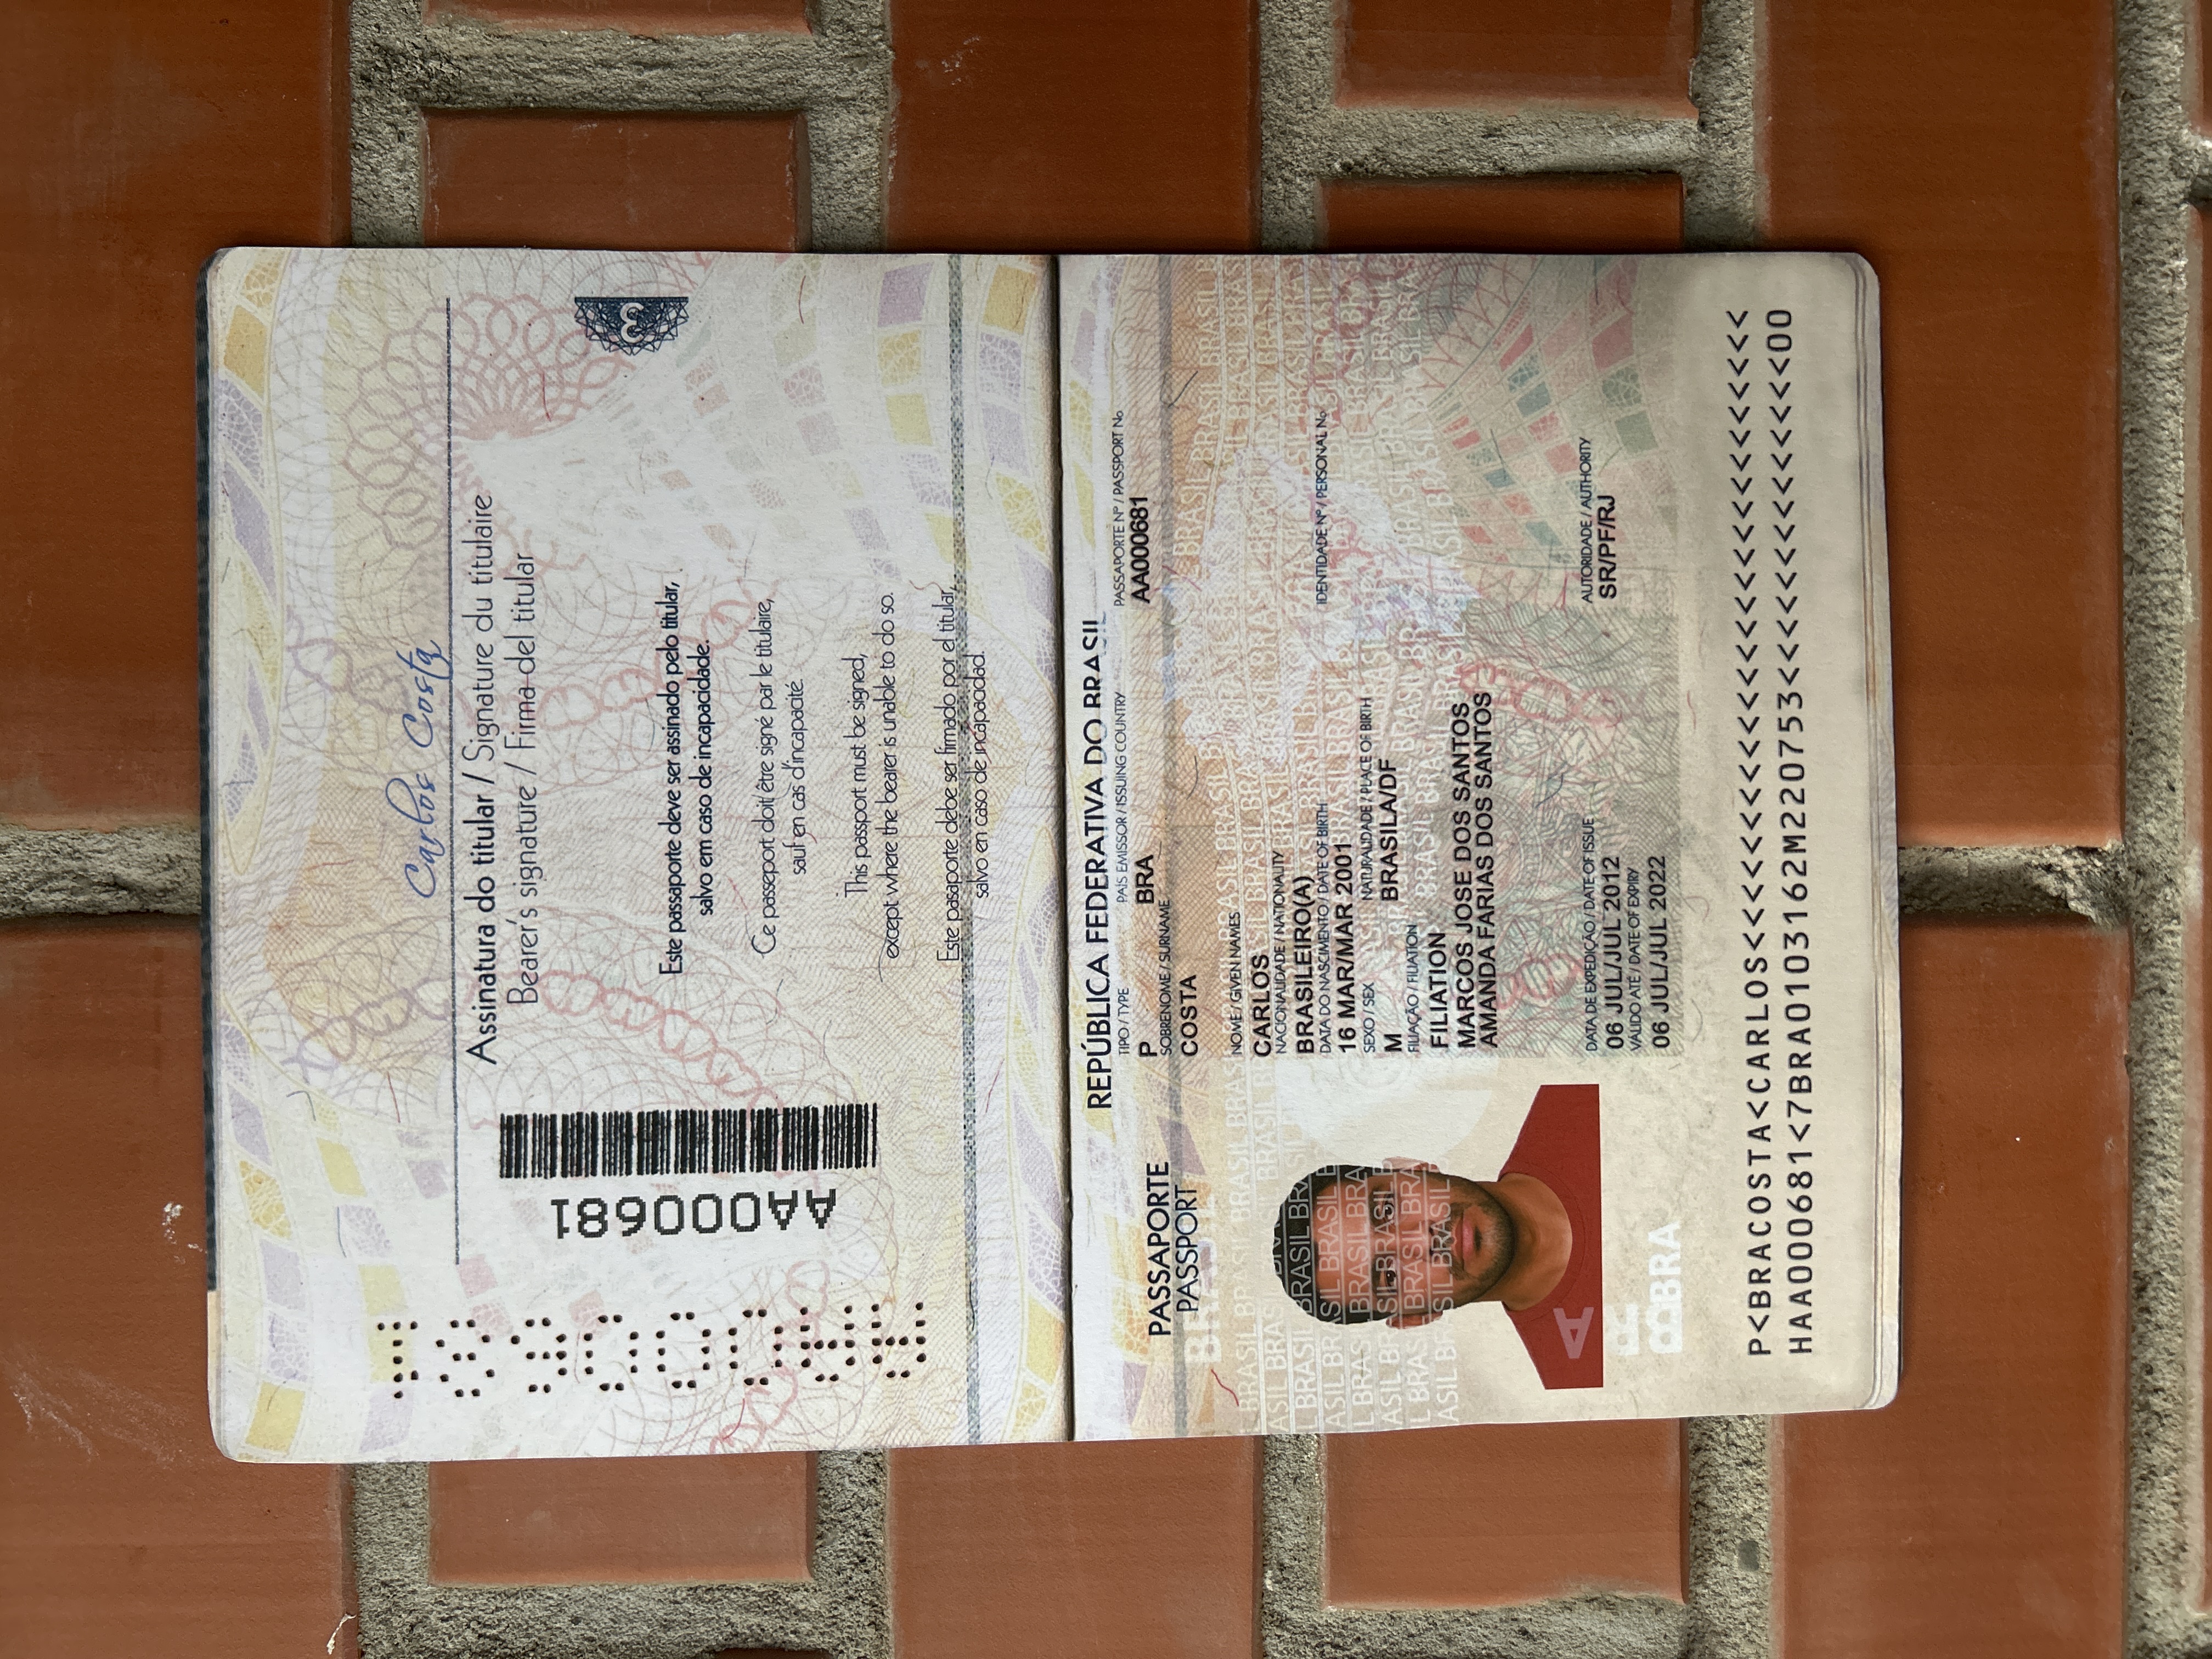 Carlos Costa
Assinatura do titular / Signature du titulaire
Bearer's signature / Firma del titular
AA000681
AA000681
3
Este passaporte deve ser assinado pelo titular,
salvo em caso de incapacidade.
Ce passeport doit être signé par le titulaire,
sauf en cas d'incapacité.
This passport must be signed,
except where the bearer is unable to do so.
Este pasaporte debe ser firmado por el titular,
salvo en caso de incapacidad.
REPÚBLICA FEDERATIVA DO BRASIL
PASSAPORTE
PASSPORT
BRASIL
TIPO / TYPE PAÍS EMISSOR / ISSUING COUNTRY PASSAPORTE Nº / PASSPORT No
P BRA AA000681
SOBRENOME / SURNAME
COSTA
NOME / GIVEN NAMES
CARLOS
NACIONALIDADE / NATIONALITY
BRASILEIRO(A)
DATA DO NASCIMENTO / DATE OF BIRTH IDENTIDADE Nº / PERSONAL No
16 MAR/MAR 2001
SEXO / SEX NATURALIDADE / PLACE OF BIRTH
M BRASILA/DF
FILIAÇÃO / FILIATION
FILIATION
MARCOS JOSE DOS SANTOS
AMANDA FARIAS DOS SANTOS
DATA DE EXPEDIÇÃO / DATE OF ISSUE AUTORIDADE / AUTHORITY
06 JUL/JUL 2012 SR/PF/RJ
VÁLIDO ATÉ / DATE OF EXPIRY
06 JUL/JUL 2022
BRA
BRA
P<BRACOSTA<CARLOS<<<<<<<<<<<<<<<<<<<<<<<<<<<
HAA000681<7BRA0103162M220753<<<<<<<<<<<<<<00